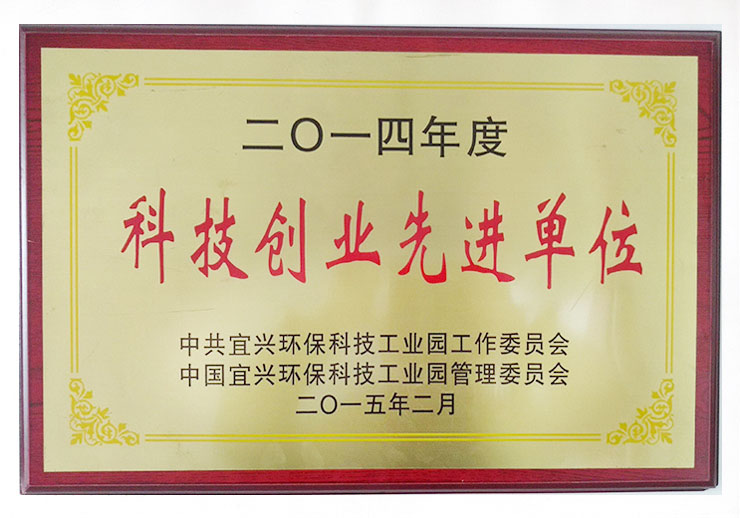 二〇一四年度
科技创业先进单位
中共宜兴环保科技工业园工作委员会
中国宜兴环保科技工业园管理委员会
二〇一五年二月